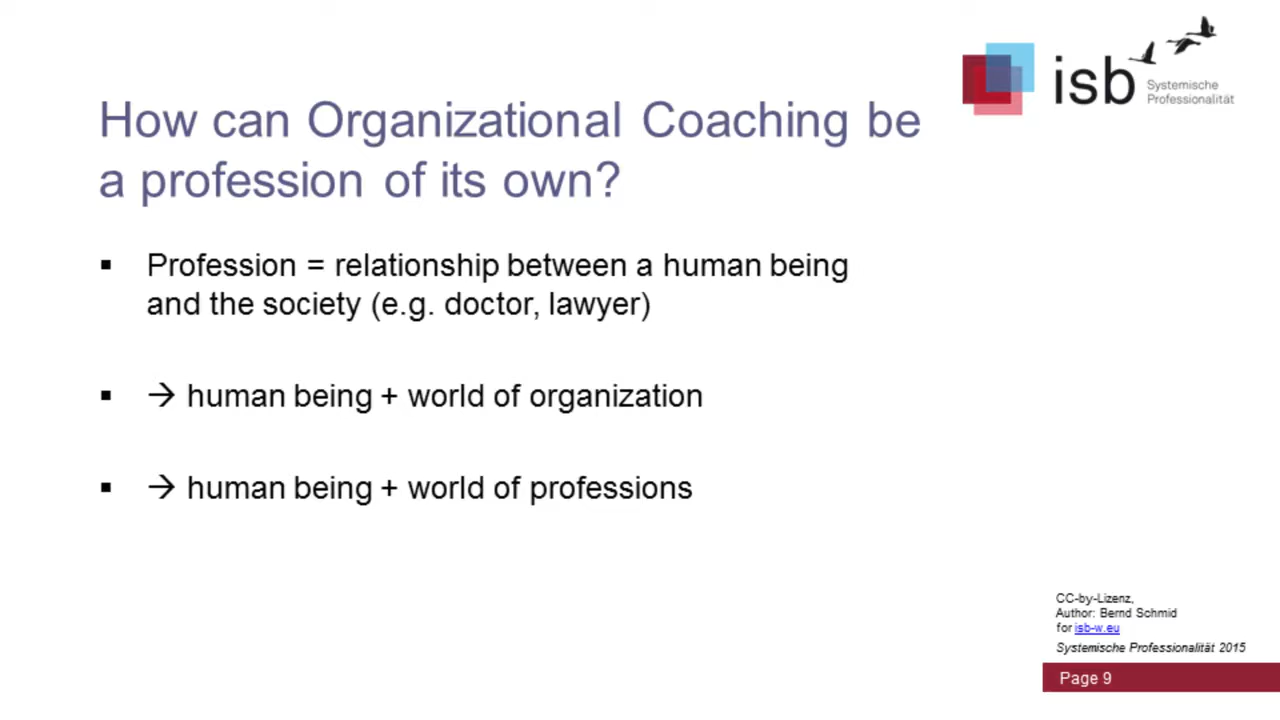 isb
Systemische
Professionalität
How can Organizational Coaching be
a profession of its own?
▪ Profession = relationship between a human being
and the society (e.g. doctor, lawyer)
▪ → human being + world of organization
▪ → human being + world of professions
CC-by-Lizenz,
Author: Bernd Schmid
for isb-w.eu
Systemische Professionalität 2015
Page 9